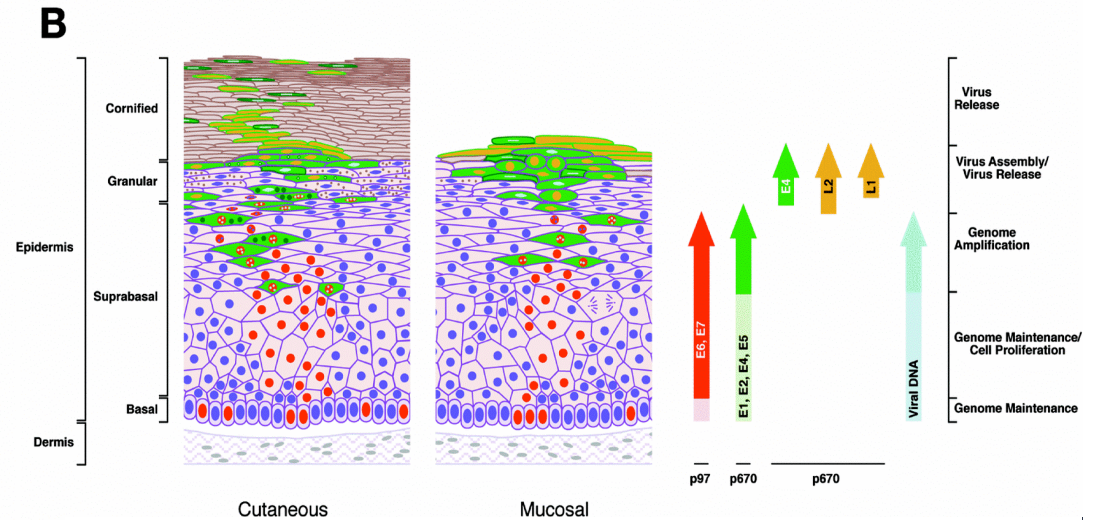 B
Cornified
Granular
Epidermis
Suprabasal
Basal
Dermis
Cutaneous
Mucosal
E6, E7
E1, E2, E4, E5
E4
L2
L1
Viral DNA
p97
p670
p670
Virus
Release
Virus Assembly/
Virus Release
Genome
Amplification
Genome Maintenance/
Cell Proliferation
Genome Maintenance